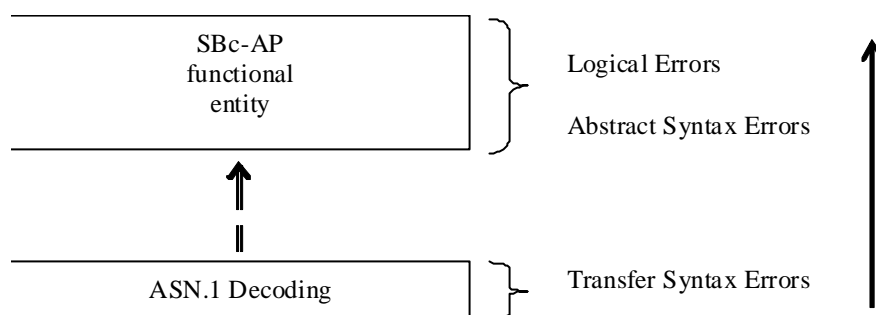 SBc-AP
functional
entity
Logical Errors
Abstract Syntax Errors
ASN.1 Decoding
Transfer Syntax Errors